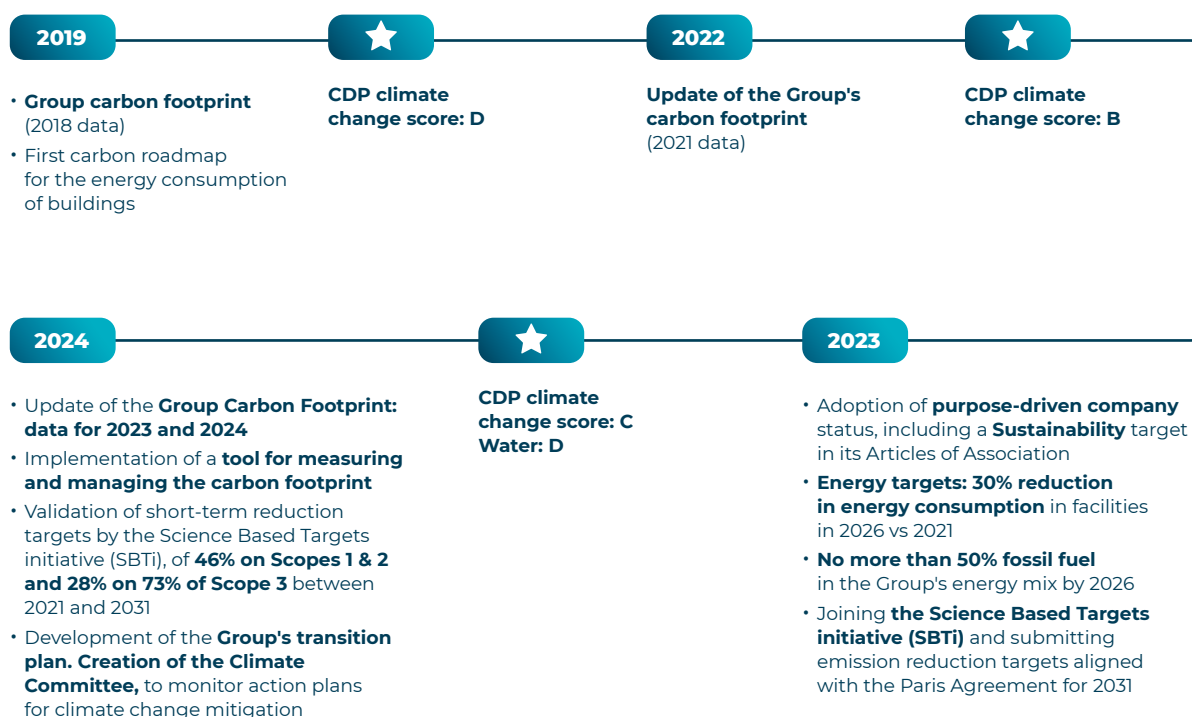 2019
• Group carbon footprint
(2018 data)
• First carbon roadmap
for the energy consumption
of buildings
CDP climate
change score: D
2022
Update of the Group's
carbon footprint
(2021 data)
CDP climate
change score: B
2024
• Update of the Group Carbon Footprint:
data for 2023 and 2024
• Implementation of a tool for measuring
and managing the carbon footprint
• Validation of short-term reduction
targets by the Science Based Targets
initiative (SBTi), of 46% on Scopes 1 & 2
and 28% on 73% of Scope 3 between
2021 and 2031
• Development of the Group's transition
plan. Creation of the Climate
Committee, to monitor action plans
for climate change mitigation
CDP climate
change score: C
Water: D
2023
• Adoption of purpose-driven company
status, including a Sustainability target
in its Articles of Association
• Energy targets: 30% reduction
in energy consumption in facilities
in 2026 vs 2021
• No more than 50% fossil fuel
in the Group's energy mix by 2026
• Joining the Science Based Targets
initiative (SBTi) and submitting
emission reduction targets aligned
with the Paris Agreement for 2031